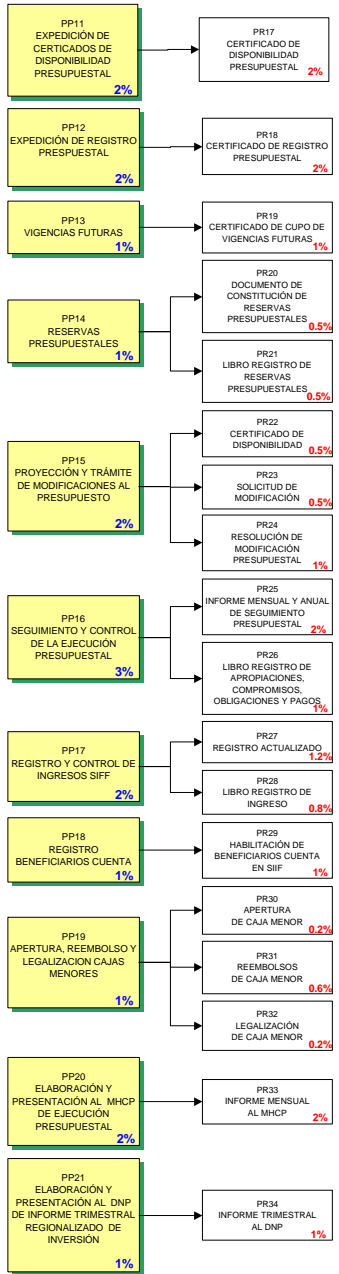 PP11
EXPEDICIÓN DE
CERTICADOS DE
DISPONIBILIDAD
PRESUPUESTAL
2%
PR17
CERTIFICADO DE
DISPONIBILIDAD
PRESUPUESTAL
2%
PP12
EXPEDICIÓN DE REGISTRO
PRESPUESTAL
2%
PR18
CERTIFICADO DE REGISTRO
PRESUPUESTAL
2%
PP13
VIGENCIAS FUTURAS
1%
PR19
CERTIFICADO DE CUPO DE
VIGENCIAS FUTURAS
1%
PP14
RESERVAS
PRESUPUESTALES
1%
PR20
DOCUMENTO DE
CONSTITUCIÓN DE
RESERVAS
PRESUPUESTALES
0.5%
PR21
LIBRO REGISTRO DE
RESERVAS
PRESUPUESTALES
0.5%
PP15
PROYECCIÓN Y TRÁMITE
DE MODIFICACIONES AL
PRESUPUESTO
2%
PR22
CERTIFICADO DE
DISPONIBILIDAD
0.5%
PR23
SOLICITUD DE
MODIFICACIÓN
0.5%
PR24
RESOLUCIÓN DE
MODIFICACIÓN
PRESUPUESTAL
1%
PP16
SEGUIMIENTO Y CONTROL
DE LA EJECUCIÓN
PRESUPUESTAL
3%
PR25
INFORME MENSUAL Y ANUAL
DE SEGUIMIENTO
PRESUPUESTAL
2%
PR26
LIBRO REGISTRO DE
APROPIACIONES,
COMPROMISOS,
OBLIGACIONES Y PAGOS
1%
PP17
REGISTRO Y CONTROL DE
INGRESOS SIFF
2%
PR27
REGISTRO ACTUALIZADO
1.2%
PR28
LIBRO REGISTRO DE
INGRESO
0.8%
PP18
REGISTRO
BENEFICIARIOS CUENTA
1%
PR29
HABILITACIÓN DE
BENEFICIARIOS CUENTA
EN SIIF
1%
PP19
APERTURA, REEMBOLSO Y
LEGALIZACION CAJAS
MENORES
1%
PR30
APERTURA
DE CAJA MENOR
0.2%
PR31
REEMBOLSOS
DE CAJA MENOR
0.6%
PR32
LEGALIZACIÓN
DE CAJA MENOR
0.2%
PP20
ELABORACIÓN Y
PRESENTACIÓN AL MHCP
DE EJECUCIÓN
PRESUPUESTAL
2%
PR33
INFORME MENSUAL
AL MHCP
2%
PP21
ELABORACIÓN Y
PRESENTACIÓN AL DNP
DE INFORME TRIMESTRAL
REGIONALIZADO DE
INVERSIÓN
1%
PR34
INFORME TRIMESTRAL
AL DNP
1%